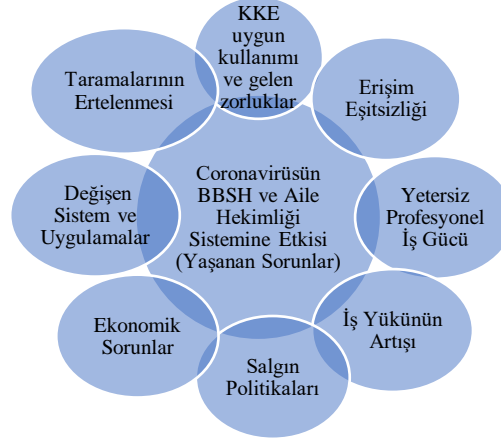 KKE
uygun
kullanımı
ve gelen
zorluklar
Erişim
Eşitsizliği
Yetersiz
Profesyonel
İş Gücü
İş Yükünün
Artışı
Salgın
Politikaları
Ekonomik
Sorunlar
Değişen
Sistem ve
Uygulamalar
Taramalarının
Ertelenmesi
Coronavirüsün
BBSH ve Aile
Hekimliği
Sistemine Etkisi
(Yaşanan Sorunlar)